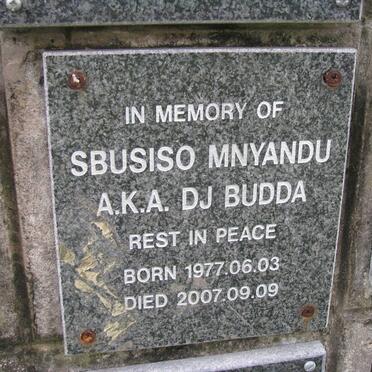 IN MEMORY OF
SBUSISO MNYANDU
A.K.A. DJ BUDDA
REST IN PEACE
BORN 1977.06.03
DIED 2007.09.09